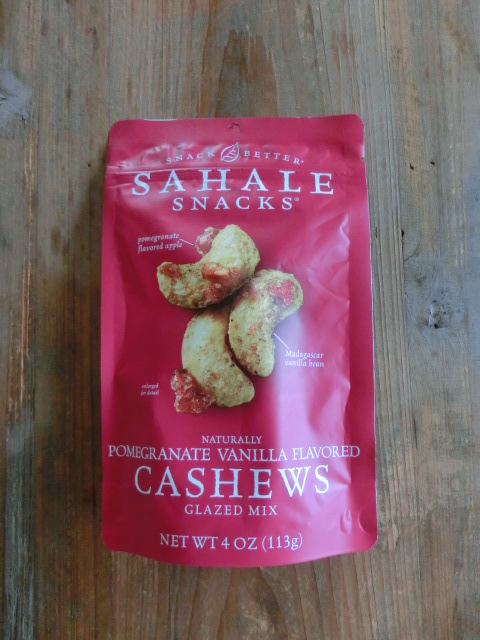 SNACK BETTER®
SAHALE
SNACKS®
pomegranate
flavored apple
Madagascar
vanilla bean
enlarged
for detail
NATURALLY
POMEGRANATE VANILLA FLAVORED
CASHEWS
GLAZED MIX
NET WT 4 OZ (113g)